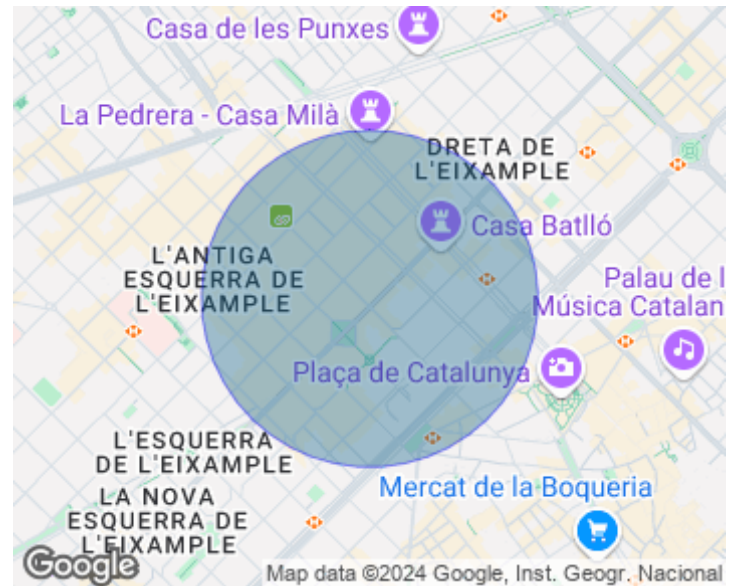 Casa de les Punxes
La Pedrera - Casa Milà
DRETA DE
L'EIXAMPLE
Casa Batlló
L'ANTIGA
ESQUERRA DE
L'EIXAMPLE
Palau de l
Música Catalan
Plaça de Catalunya
L'ESQUERRA
DE L'EIXAMPLE
Mercat de la Boqueria
LA NOVA
ESQUERRA DE
L'EIXAMPLE
Google
Map data ©2024 Google, Inst. Geogr. Nacional